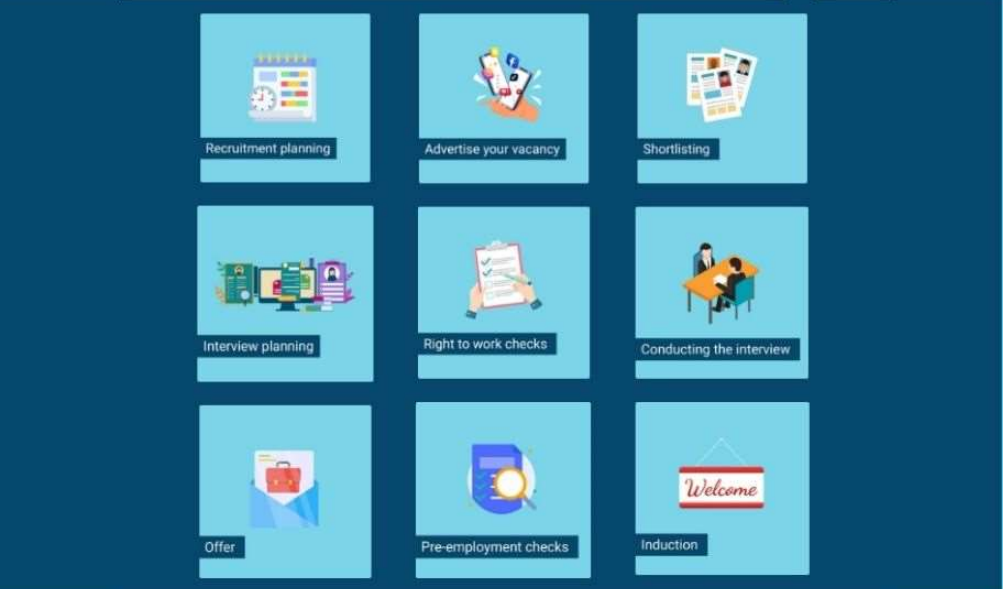 Recruitment planning
Advertise your vacancy
Shortlisting
Interview planning
Right to work checks
Conducting the interview
Offer
Pre-employment checks
Welcome
Induction